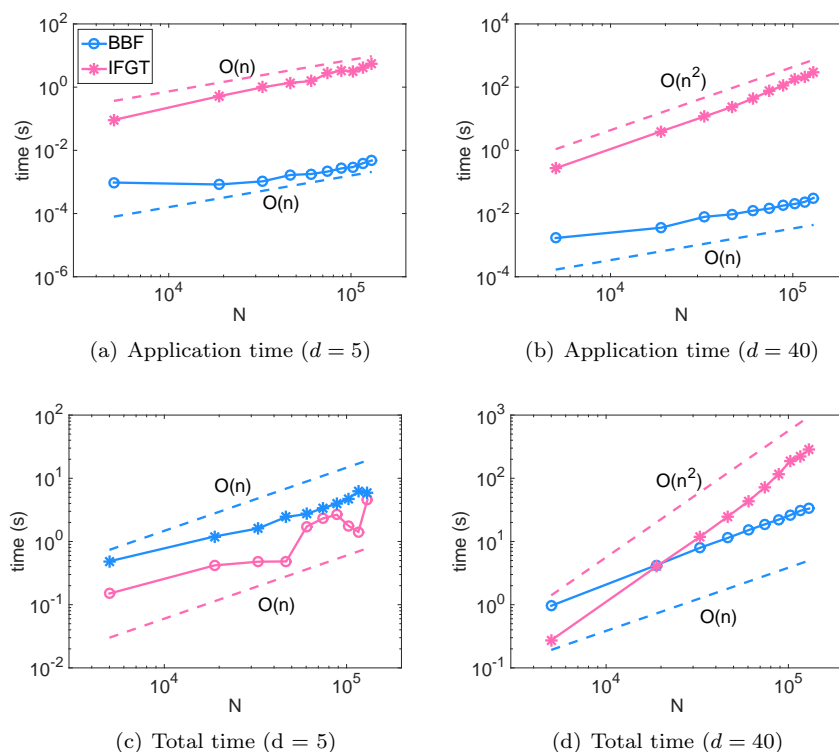 BBF
IFGT
O(n)
O(n)
10^2
10^0
10^-2
10^-4
10^-6
time (s)
10^4
10^5
N
(a) Application time (d = 5)
O(n^2)
O(n)
10^4
10^2
10^0
10^-2
10^-4
time (s)
10^4
10^5
N
(b) Application time (d = 40)
O(n)
O(n)
10^2
10^1
10^0
10^-1
10^-2
time (s)
10^4
10^5
N
(c) Total time (d = 5)
O(n^2)
O(n)
10^3
10^2
10^1
10^0
10^-1
time (s)
10^4
10^5
N
(d) Total time (d = 40)